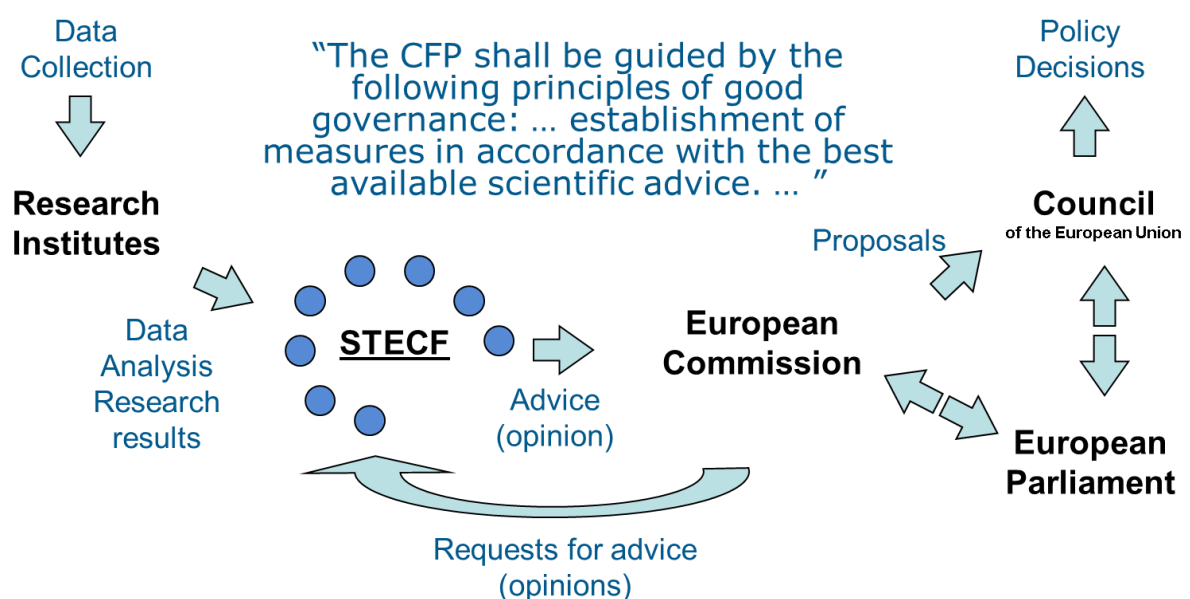 Data
Collection
“The CFP shall be guided by the
following principles of good
governance: … establishment of
measures in accordance with the best
available scientific advice. … ”
Policy
Decisions
Research
Institutes
Council
of the European Union
Proposals
Data
Analysis
Research
results
STECF
Advice
(opinion)
European
Commission
European
Parliament
Requests for advice
(opinions)